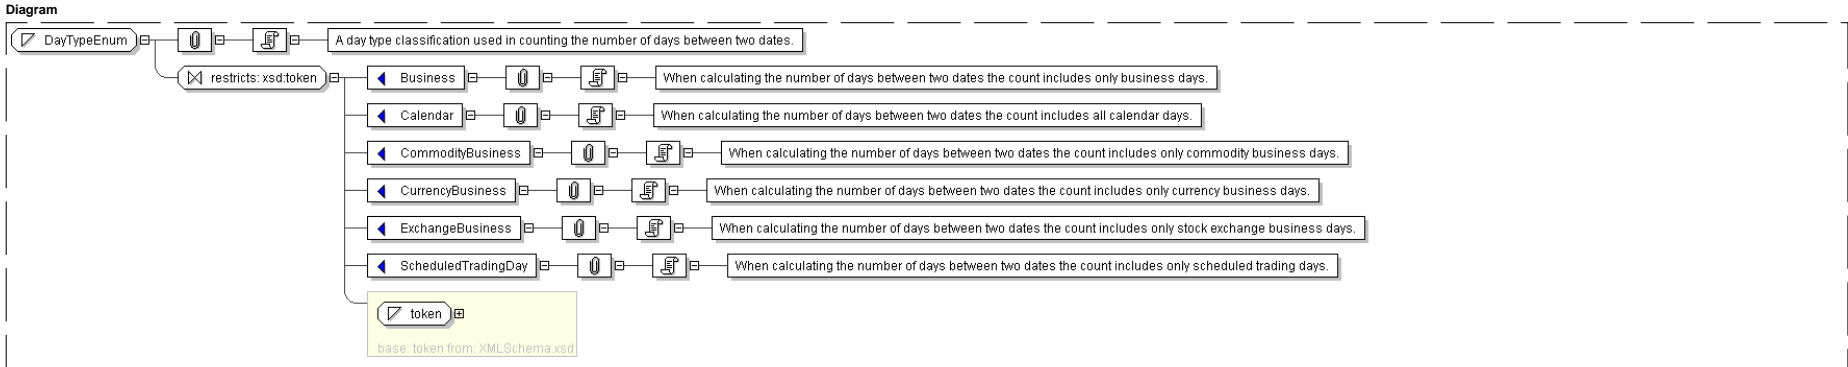 Diagram
DayTypeEnum A day type classification used in counting the number of days between two dates.
restricts: xsd:token Business When calculating the number of days between two dates the count includes only business days.
Calendar When calculating the number of days between two dates the count includes all calendar days.
CommodityBusiness When calculating the number of days between two dates the count includes only commodity business days.
CurrencyBusiness When calculating the number of days between two dates the count includes only currency business days.
ExchangeBusiness When calculating the number of days between two dates the count includes only stock exchange business days.
ScheduledTradingDay When calculating the number of days between two dates the count includes only scheduled trading days.
token
base: token from: XMLSchema.xsd